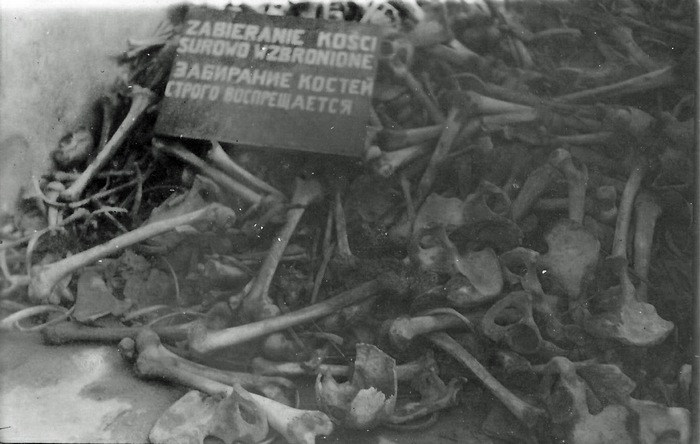 ZABIERANIE KOŚCI
SUROWO WZBRONIONE
ЗАБИРАНИЕ КОСТЕЙ
СТРОГО ВОСПРЕЩАЕТСЯ